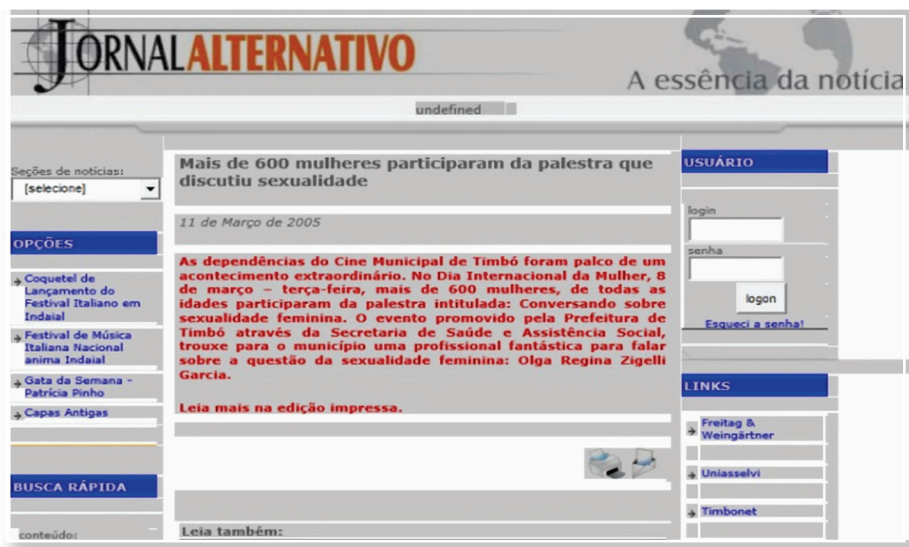 JORNALALTERNATIVO
A essência da notícia
undefined
Seções de notícias:
[selecione]
OPÇÕES
Coquetel de
Lançamento do
Festival Italiano em
Indaial
Festival de Música
Italiana Nacional
anima Indaial
Gata da Semana -
Patrícia Pinho
Capas Antigas
BUSCA RÁPIDA
conteúdo:
Mais de 600 mulheres participaram da palestra que
discutiu sexualidade
11 de Março de 2005
As dependências do Cine Municipal de Timbó foram palco de um
acontecimento extraordinário. No Dia Internacional da Mulher, 8
de março – terça-feira, mais de 600 mulheres, de todas as
idades participaram da palestra intitulada: Conversando sobre
sexualidade feminina. O evento promovido pela Prefeitura de
Timbó através da Secretaria de Saúde e Assistência Social,
trouxe para o município uma profissional fantástica para falar
sobre a questão da sexualidade feminina: Olga Regina Zigelli
Garcia.
Leia mais na edição impressa.
Leia também:
USUÁRIO
login
senha
logon
Esqueci a senha!
LINKS
Freitag &
Weingärtner
Uniasselvi
Timbonet